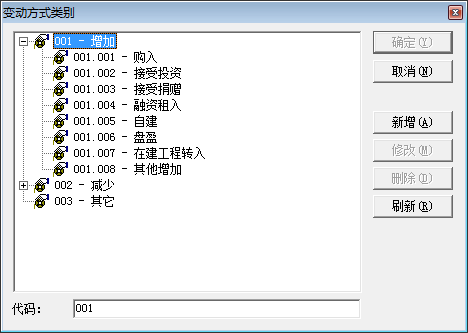 变动方式类别
001 - 增加
001.001 - 购入
001.002 - 接受投资
001.003 - 接受捐赠
001.004 - 融资租入
001.005 - 自建
001.006 - 盘盈
001.007 - 在建工程转入
001.008 - 其他增加
002 - 减少
003 - 其它
确定(Y)
取消(N)
新增(A)
修改(M)
删除(D)
刷新(R)
代码: 001